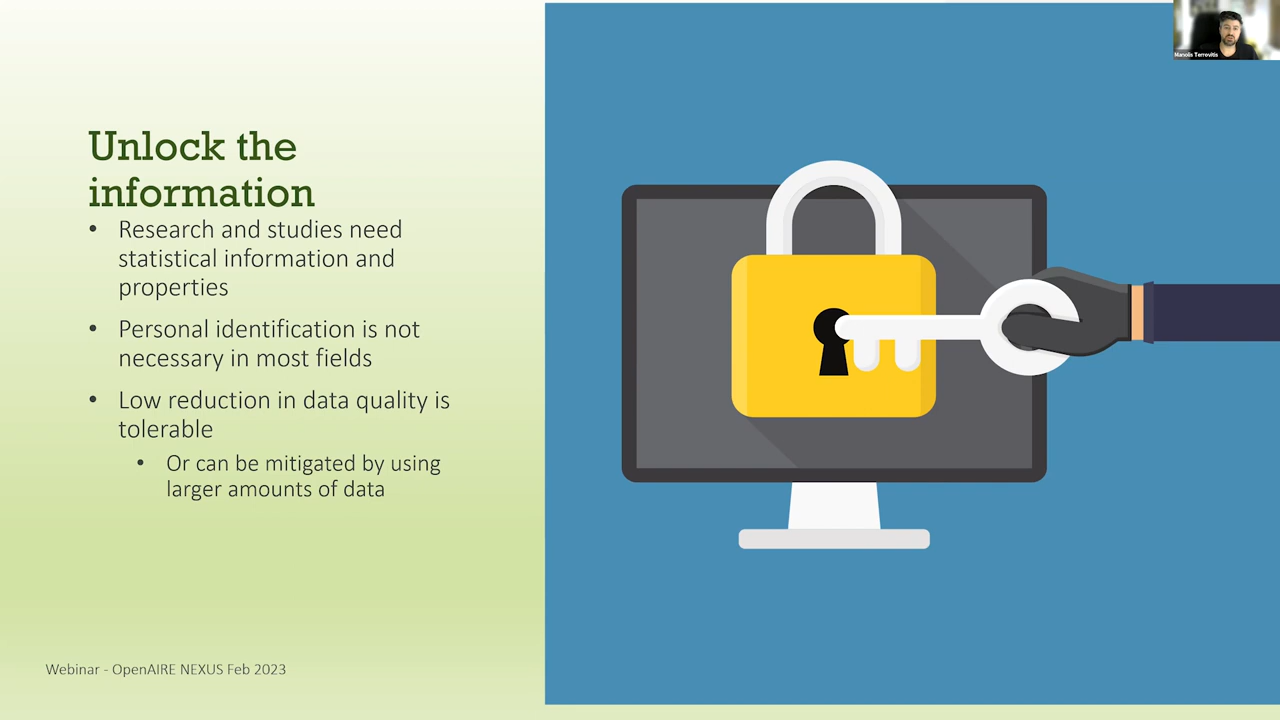 Manolis Terrovitis
Unlock the
information
• Research and studies need
statistical information and
properties
• Personal identification is not
necessary in most fields
• Low reduction in data quality is
tolerable
• Or can be mitigated by using
larger amounts of data
Webinar - OpenAIRE NEXUS Feb 2023